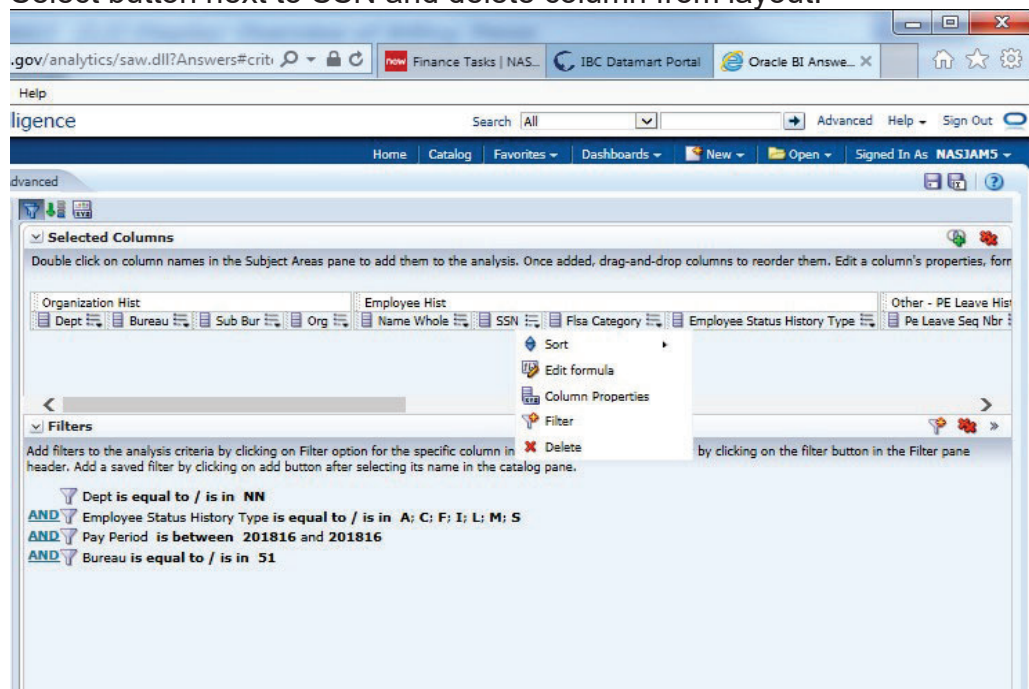 Select button next to SSN and delete column from layout.
.gov/analytics/saw.dll?Answers#crit
now Finance Tasks | NAS... IBC Datamart Portal Oracle BI Answe...
Help
ligence Search All Advanced Help Sign Out
Home Catalog Favorites Dashboards New Open Signed In As NASJAM5
dvanced
Selected Columns
Double click on column names in the Subject Areas pane to add them to the analysis. Once added, drag-and-drop columns to reorder them. Edit a column's properties, form
Organization Hist Employee Hist Other - PE Leave His
Dept Bureau Sub Bur Org Name Whole SSN Flsa Category Employee Status History Type Pe Leave Seq Nbr
Sort
Edit formula
Column Properties
Filter
Delete
Filters
Add filters to the analysis criteria by clicking on Filter option for the specific column in by clicking on the filter button in the Filter pane
header. Add a saved filter by clicking on add button after selecting its name in the catalog pane.
Dept is equal to / is in NN
AND Employee Status History Type is equal to / is in A; C; F; I; L; M; S
AND Pay Period is between 201816 and 201816
AND Bureau is equal to / is in 51